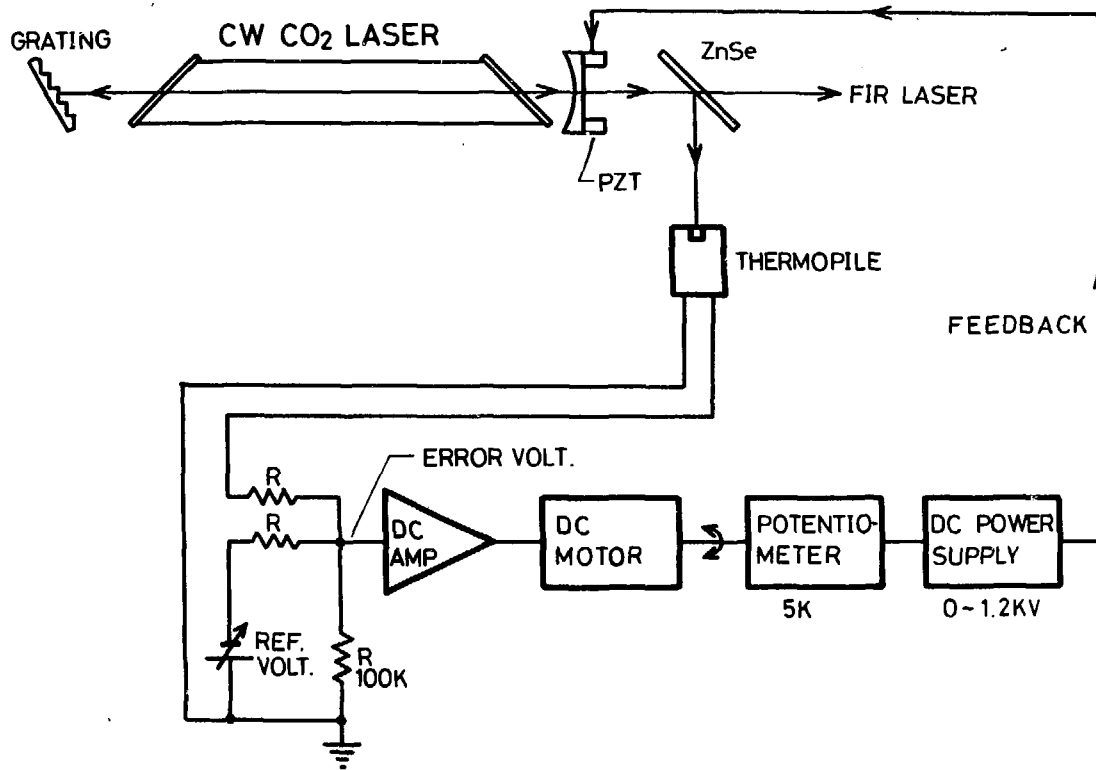 GRATING
CW CO2 LASER
ZnSe
FIR LASER
PZT
THERMOPILE
FEEDBACK
ERROR VOLT.
R
R
DC
AMP
DC
MOTOR
POTENTIO-
METER
DC POWER
SUPPLY
5K
0~1.2KV
REF.
VOLT.
R
100K